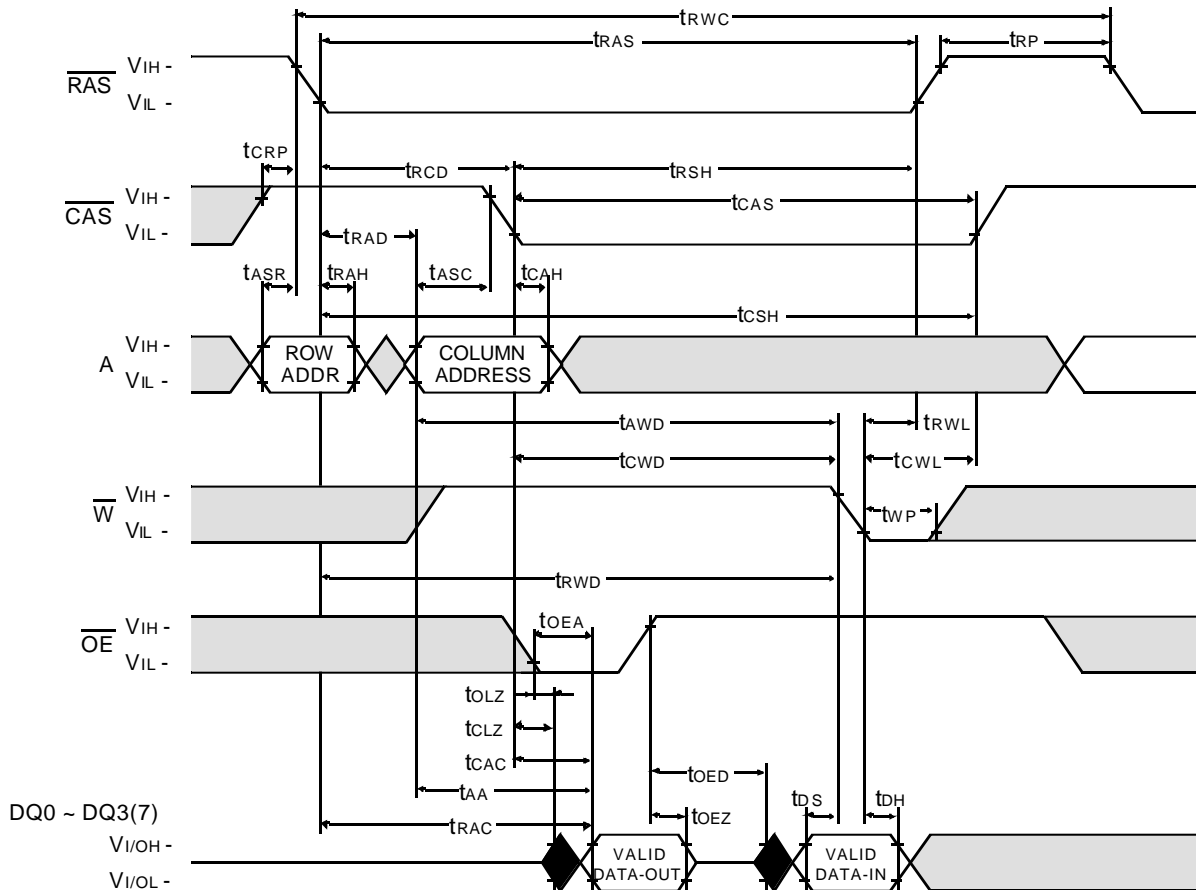 tRWC
tRAS
tRP
RAS
VIH -
VIL -
tCRP
tRCD
tRSH
CAS
VIH -
VIL -
tCAS
tRAD
tASR
tRAH
tASC
tCAH
tCSH
A
VIH -
VIL -
ROW
ADDR
COLUMN
ADDRESS
tAWD
tRWL
tCWD
tCWL
W
VIH -
VIL -
tWP
tRWD
OE
VIH -
VIL -
tOEA
tOLZ
tCLZ
tCAC
tOED
tAA
tDS
tDH
DQ0 ~ DQ3(7)
tRAC
tOEZ
VI/OH -
VI/OL -
VALID
DATA-OUT
VALID
DATA-IN